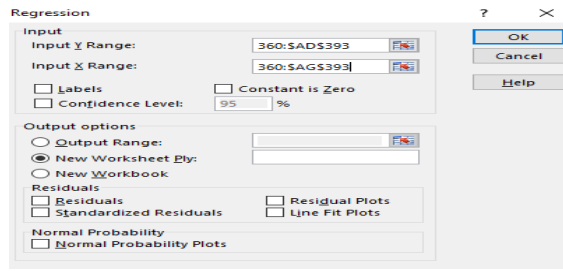 Regression
? ×
Input
Input Y Range: 360:$AD$393
Input X Range: 360:$AG$393
Labels Constant is Zero
Confidence Level: 95 %
OK
Cancel
Help
Output options
Output Range:
New Worksheet Ply:
New Workbook
Residuals
Residuals Residual Plots
Standardized Residuals Line Fit Plots
Normal Probability
Normal Probability Plots